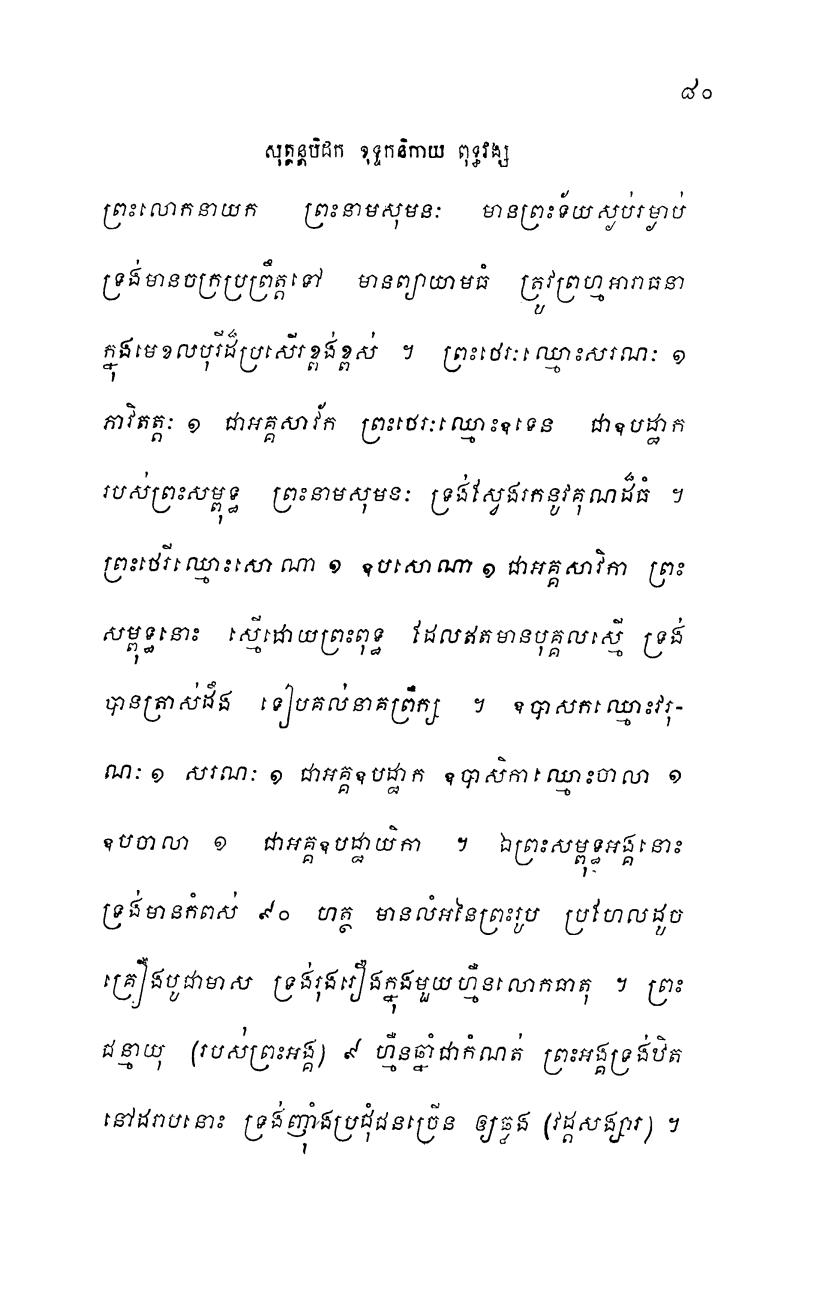 ៨០
សុត្តន្តបិដក ខុទ្ទកនិកាយ ពុទ្ធវង្ស
ព្រះលោកនាយក ព្រះនាមសុមនៈ មានព្រះទ័យស្ងប់រម្ងាប់
ទ្រង់មានចក្រប្រព្រឹត្តទៅ មានព្យាយាមធំ ត្រូវព្រហ្មអារាធនា
ក្នុងមេខលបុរីដ៏ប្រសើរខ្ពង់ខ្ពស់ ។ ព្រះថេរៈឈ្មោះសរណៈ ១
ភាវិតត្តៈ ១ ជាអគ្គសាវ័ក ព្រះថេរៈឈ្មោះឧទេន ជាឧបដ្ឋាក
របស់ព្រះសម្ពុទ្ធ ព្រះនាមសុមនៈ ទ្រង់ស្វែងរកនូវគុណដ៏ធំ ។
ព្រះថេរីឈ្មោះសោណា ១ ឧបសោណា ១ ជាអគ្គសាវិកា ព្រះ
សម្ពុទ្ធនោះ ស្មើដោយព្រះពុទ្ធ ដែលឥតមានបុគ្គលស្មើ ទ្រង់
បានត្រាស់ដឹង ទៀបគល់នាគព្រឹក្ស ។ ឧបាសកឈ្មោះវរុ-
ណៈ ១ សរណៈ ១ ជាអគ្គឧបដ្ឋាក ឧបាសិកាឈ្មោះចាលា ១
ឧបចាលា ១ ជាអគ្គឧបដ្ឋាយិកា ។ ឯព្រះសម្ពុទ្ធអង្គនោះ
ទ្រង់មានកំពស់ ៩០ ហត្ថ មានលំអនៃព្រះរូប ប្រហែលដូច
គ្រឿងបូជាមាស ទ្រង់រុងរឿងក្នុងមួយហ្មឺនលោកធាតុ ។ ព្រះ
ជន្មាយុ (របស់ព្រះអង្គ) ៩ ហ្មឺនឆ្នាំជាកំណត់ ព្រះអង្គទ្រង់ឋិត
នៅដរាបនោះ ទ្រង់ញ៉ាំងប្រជុំជនច្រើន ឲ្យឆ្លង (វដ្តសង្សារ) ។